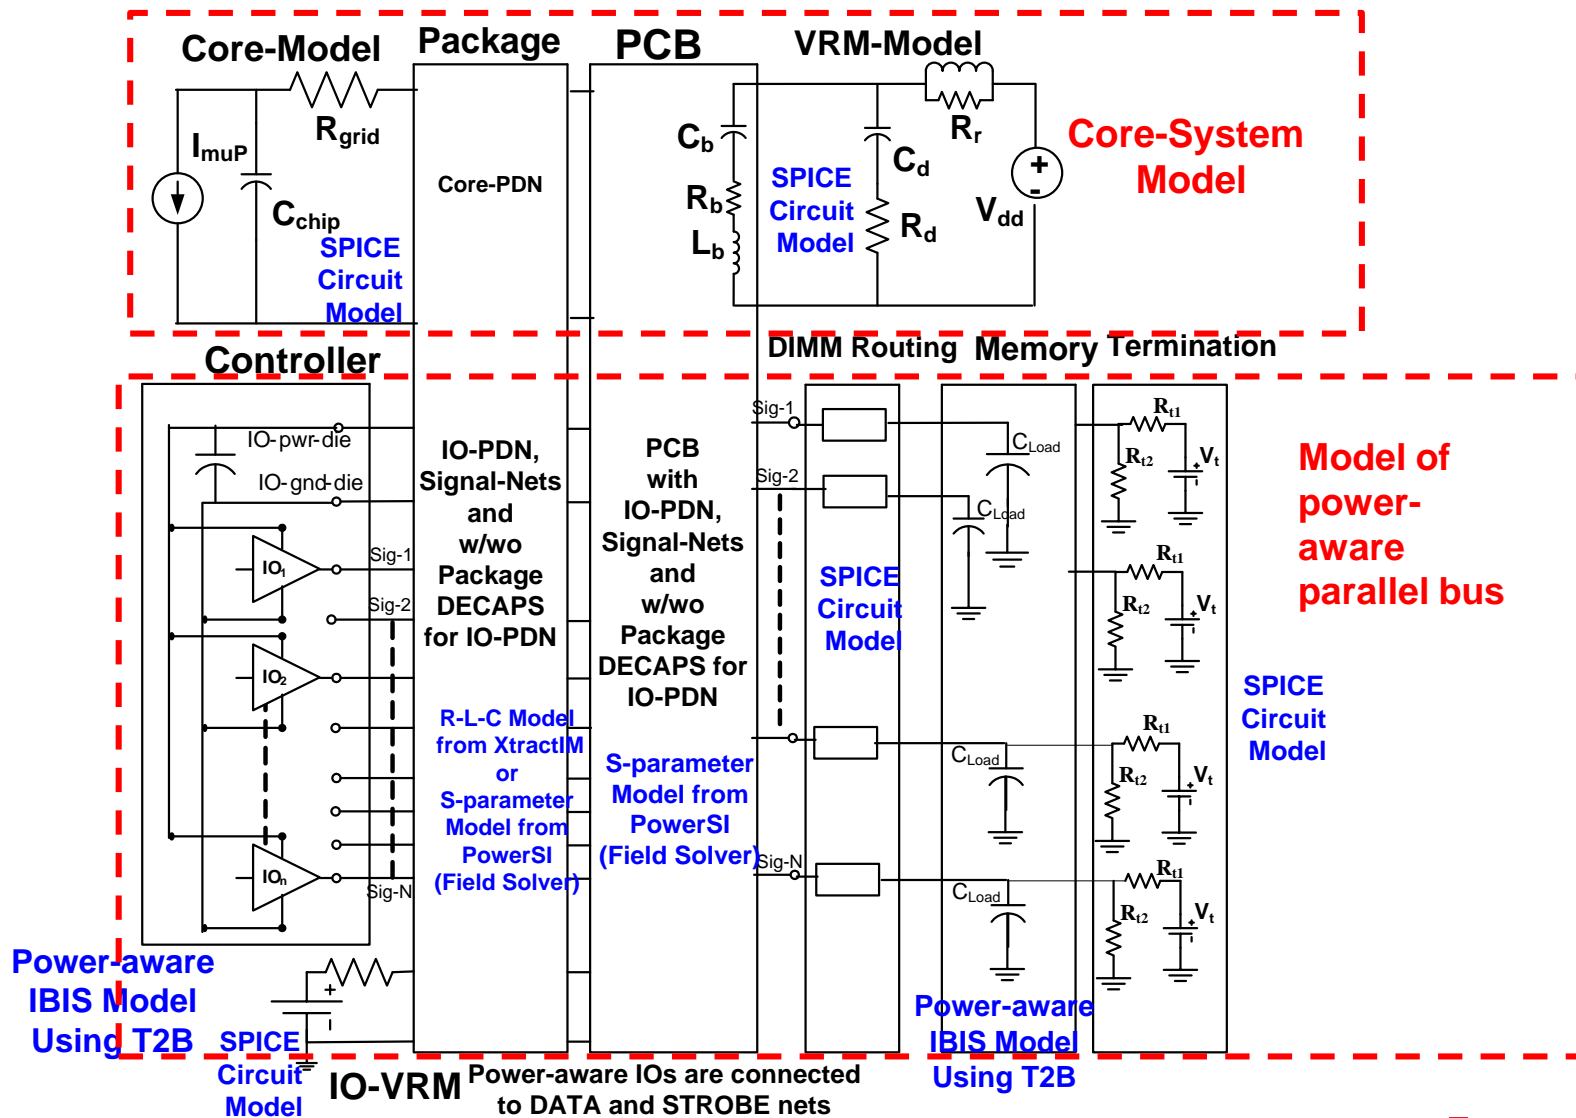 Core-Model
Package
PCB
VRM-Model
Rgrid
ImuP
Cchip
SPICE
Circuit
Model
Core-PDN
Cb
Rb
Lb
SPICE
Circuit
Model
Cd
Rd
Rr
+
-
Vdd
Core-System
Model
Controller
DIMM Routing
Memory
Termination
IO-pwr-die
IO-gnd-die
IO1
IO2
IOn
Sig-1
Sig-2
Sig-N
IO-PDN,
Signal-Nets
and
w/wo
Package
DECAPS
for IO-PDN
R-L-C Model
from XtractIM
or
S-parameter
Model from
PowerSI
(Field Solver)
PCB
with
IO-PDN,
Signal-Nets
and
w/wo
Package
DECAPS for
IO-PDN
S-parameter
Model from
PowerSI
(Field Solver)
Sig-1
Sig-2
Sig-N
SPICE
Circuit
Model
CLoad
CLoad
CLoad
CLoad
Rt1
Rt2
+
Vt
Rt1
Rt2
+
Vt
Rt1
Rt2
+
Vt
Rt1
Rt2
+
Vt
SPICE
Circuit
Model
Model of
power-
aware
parallel bus
Power-aware
IBIS Model
Using T2B
+
SPICE
Circuit
Model
IO-VRM
Power-aware IOs are connected
to DATA and STROBE nets
Power-aware
IBIS Model
Using T2B